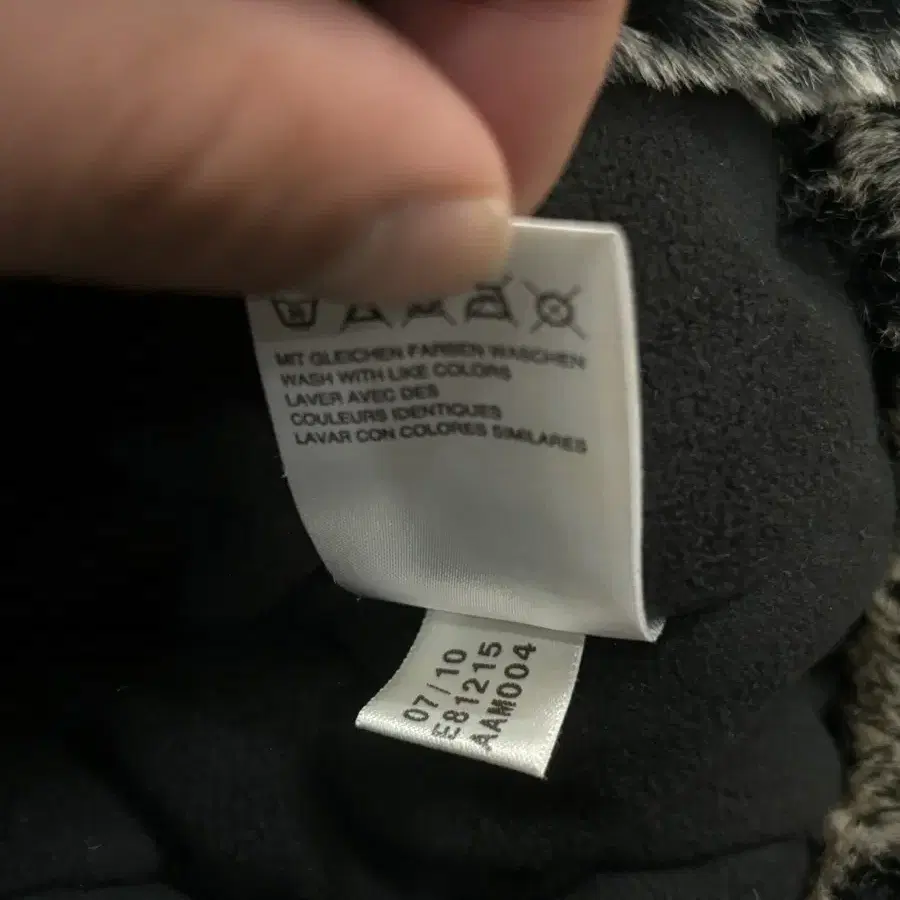 MIT GLEICHEN FARBEN WASCHEN
WASH WITH LIKE COLORS
LAVER AVEC DES
COULEURS IDENTIQUES
LAVAR CON COLORES SIMILARES
07/10
E81215
AAM004